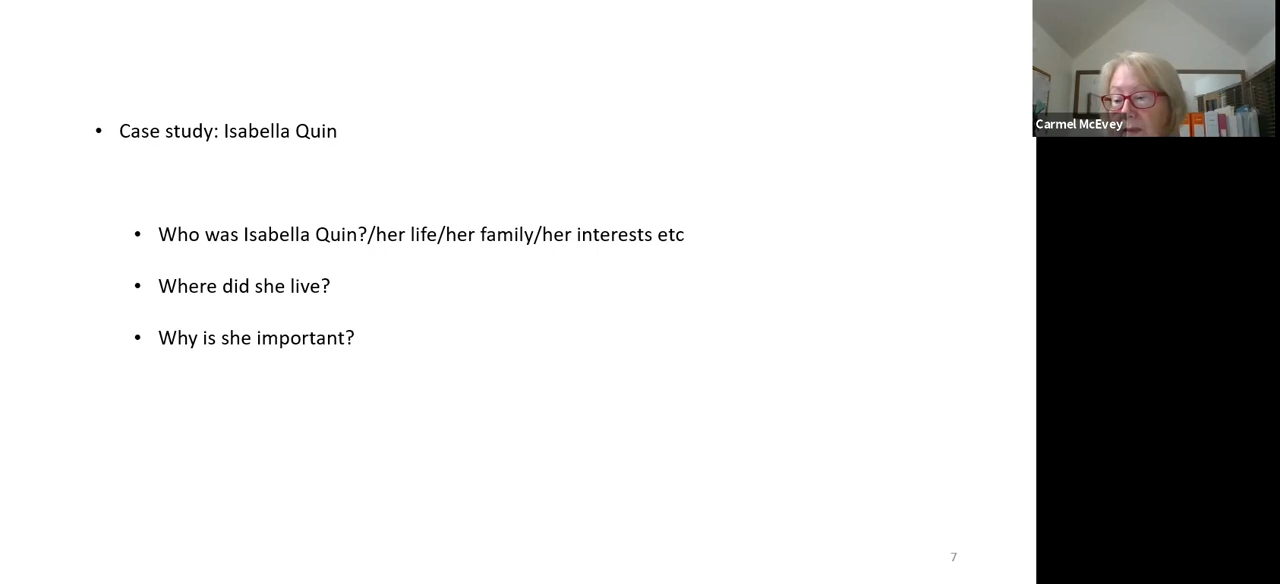 • Case study: Isabella Quin
• Who was Isabella Quin?/her life/her family/her interests etc
• Where did she live?
• Why is she important?
7
Carmel McEvey